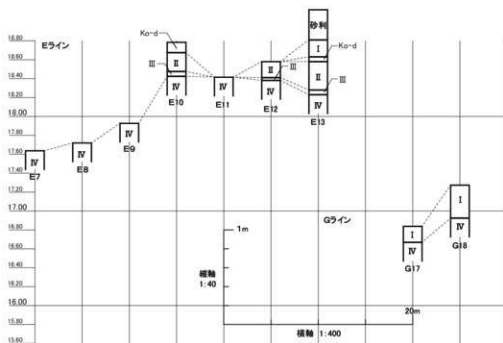 18.80
18.60
18.40
18.20
18.00
17.80
17.60
17.40
17.20
17.00
16.80
16.60
16.40
16.20
16.00
15.80
15.60
Eライン
Ko-d
III
II
IV
E10
IV
E7
IV
E8
IV
E9
IV
E11
II
III
IV
E12
砂利
I
Ko-d
II
III
IV
E13
Gライン
I
IV
G17
I
IV
G18
1m
縦軸
1:40
20m
横軸 1:400